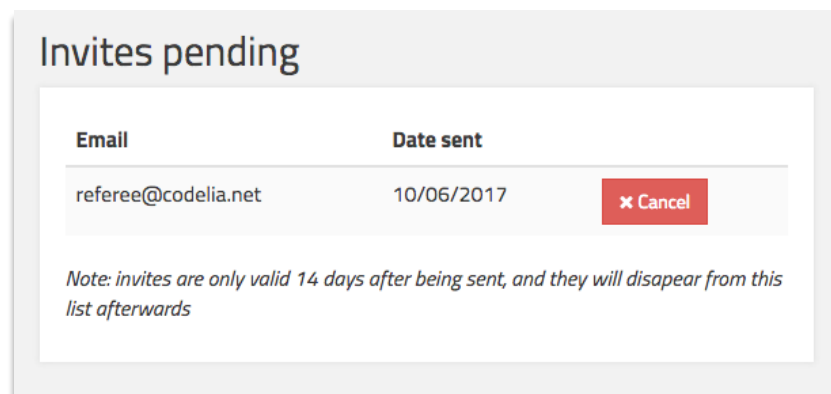 Invites pending
Email Date sent
referee@codelia.net 10/06/2017 × Cancel
Note: invites are only valid 14 days after being sent, and they will disapear from this
list afterwards